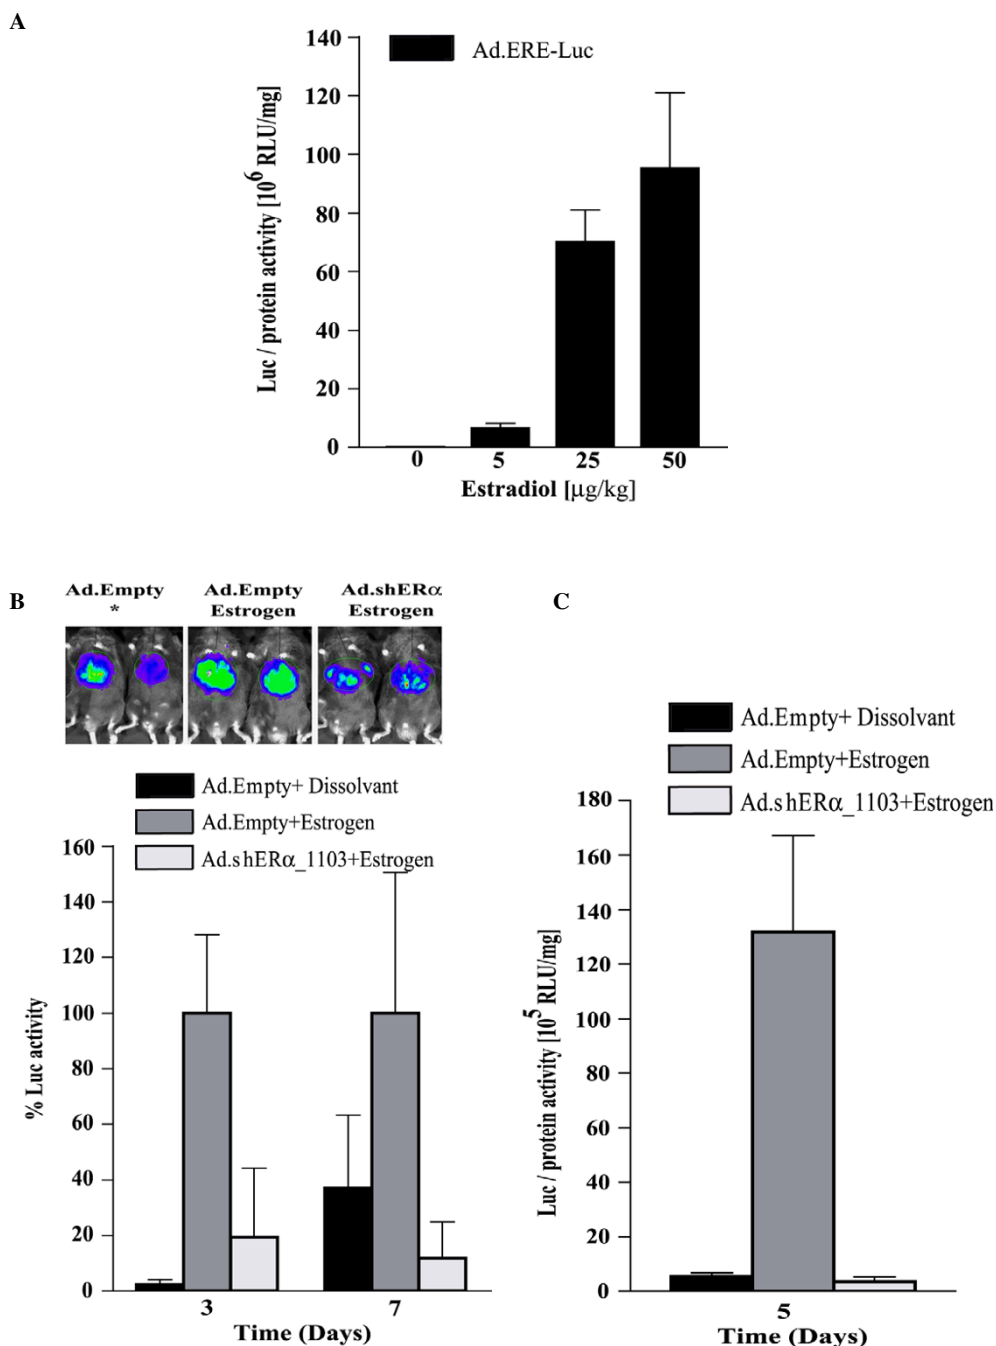 A
Ad.ERE-Luc
Luc / protein activity [10^6 RLU/mg]
140
120
100
80
60
40
20
0
0 5 25 50
Estradiol [µg/kg]
B
Ad.Empty
*
Ad.Empty
Estrogen
Ad.shERα
Estrogen
Ad.Empty+ Dissolvant
Ad.Empty+Estrogen
Ad.shERα_1103+Estrogen
% Luc activity
160
140
120
100
80
60
40
20
0
3 7
Time (Days)
C
Ad.Empty+ Dissolvant
Ad.Empty+Estrogen
Ad.shERα_1103+Estrogen
Luc / protein activity [10^5 RLU/mg]
180
160
140
120
100
80
60
40
20
0
5
Time (Days)